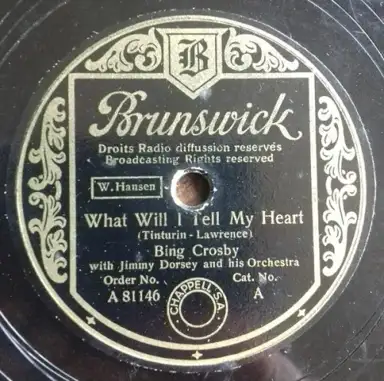 B
Brunswick
Droits Radio diffussion reservés
Broadcasting Rights reserved
W. Hansen
What Will I Tell My Heart
(Tinturin - Lawrence)
Bing Crosby
with Jimmy Dorsey and his Orchestra
Order No. Cat. No.
A 81146 A
CHAPPELL S.A.